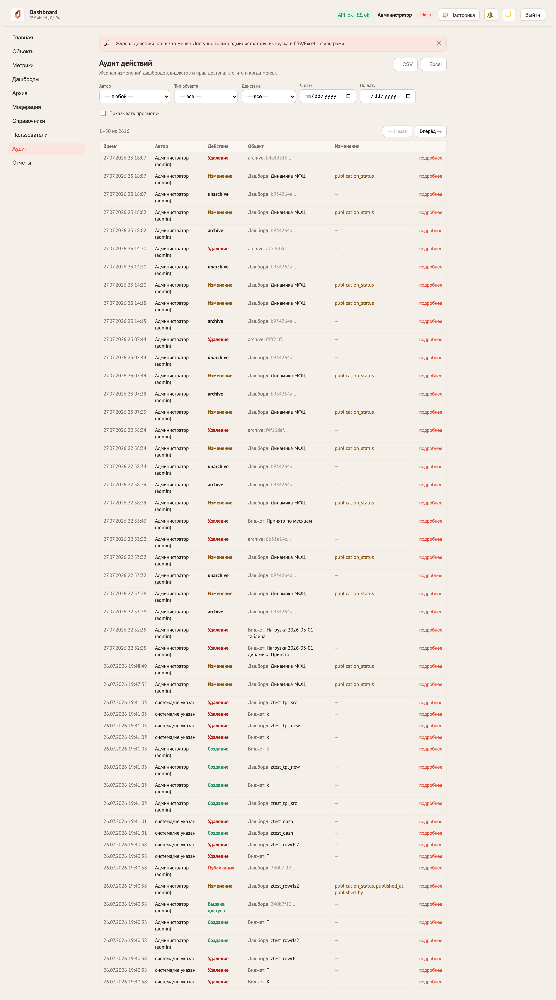 Dashboard
ГБУ «МФЦ ДНР»
API: ok · БД ok
Администратор
admin
Настройка
Выйти
Главная
Объекты
Метрики
Дашборды
Архив
Модерация
Справочники
Пользователи
Аудит
Отчёты
Журнал действий: кто и что менял. Доступно только администратору; выгрузка в CSV/Excel с фильтрами.
Аудит действий
↓ CSV
↓ Excel
Журнал изменений дашбордов, виджетов и прав доступа: кто, что и когда менял.
Автор
Тип объекта
Действие
С даты
По дату
— любой —
— все —
— все —
mm/dd/yyyy
mm/dd/yyyy
Показывать просмотры
1–50 из 2616
← Назад
Вперёд →
Время Автор Действие Объект Изменения
27.07.2026 23:18:07 Администратор (admin) Удаление archive: b4a4d51d… — подробнее
27.07.2026 23:18:07 Администратор (admin) Изменение Дашборд: Динамика МФЦ publication_status подробнее
27.07.2026 23:18:07 Администратор (admin) unarchive Дашборд: b934264a… — подробнее
27.07.2026 23:18:02 Администратор (admin) Изменение Дашборд: Динамика МФЦ publication_status подробнее
27.07.2026 23:18:02 Администратор (admin) archive Дашборд: b934264a… — подробнее
27.07.2026 23:14:20 Администратор (admin) Удаление archive: a777ef8d… — подробнее
27.07.2026 23:14:20 Администратор (admin) unarchive Дашборд: b934264a… — подробнее
27.07.2026 23:14:20 Администратор (admin) Изменение Дашборд: Динамика МФЦ publication_status подробнее
27.07.2026 23:14:15 Администратор (admin) Изменение Дашборд: Динамика МФЦ publication_status подробнее
27.07.2026 23:14:15 Администратор (admin) archive Дашборд: b934264a… — подробнее
27.07.2026 23:07:44 Администратор (admin) Удаление archive: f4ff25ff… — подробнее
27.07.2026 23:07:44 Администратор (admin) unarchive Дашборд: b934264a… — подробнее
27.07.2026 23:07:44 Администратор (admin) Изменение Дашборд: Динамика МФЦ publication_status подробнее
27.07.2026 23:07:39 Администратор (admin) archive Дашборд: b934264a… — подробнее
27.07.2026 23:07:39 Администратор (admin) Изменение Дашборд: Динамика МФЦ publication_status подробнее
27.07.2026 22:58:34 Администратор (admin) Удаление archive: f4f16daf… — подробнее
27.07.2026 22:58:34 Администратор (admin) Изменение Дашборд: Динамика МФЦ publication_status подробнее
27.07.2026 22:58:34 Администратор (admin) unarchive Дашборд: b934264a… — подробнее
27.07.2026 22:58:29 Администратор (admin) archive Дашборд: b934264a… — подробнее
27.07.2026 22:58:29 Администратор (admin) Изменение Дашборд: Динамика МФЦ publication_status подробнее
27.07.2026 22:53:43 Администратор (admin) Удаление Виджет: Принято по месяцам — подробнее
27.07.2026 22:53:32 Администратор (admin) Удаление archive: 6b31a14c… — подробнее
27.07.2026 22:53:32 Администратор (admin) Изменение Дашборд: Динамика МФЦ publication_status подробнее
27.07.2026 22:53:32 Администратор (admin) unarchive Дашборд: b934264a… — подробнее
27.07.2026 22:53:28 Администратор (admin) Изменение Дашборд: Динамика МФЦ publication_status подробнее
27.07.2026 22:53:28 Администратор (admin) archive Дашборд: b934264a… — подробнее
27.07.2026 22:52:35 Администратор (admin) Удаление Виджет: Нагрузка 2026-03-01: таблица — подробнее
27.07.2026 22:52:35 Администратор (admin) Удаление Виджет: Нагрузка 2026-03-01: динамика Принято — подробнее
26.07.2026 19:48:49 Администратор (admin) Изменение Дашборд: Динамика МФЦ publication_status подробнее
26.07.2026 19:47:35 Администратор (admin) Изменение Дашборд: Динамика МФЦ publication_status подробнее
26.07.2026 19:41:03 система/не указан Удаление Дашборд: ztest_tpl_src — подробнее
26.07.2026 19:41:03 система/не указан Удаление Виджет: k — подробнее
26.07.2026 19:41:03 система/не указан Удаление Дашборд: ztest_tpl_new — подробнее
26.07.2026 19:41:03 система/не указан Удаление Виджет: k — подробнее
26.07.2026 19:41:03 Администратор (admin) Создание Виджет: k — подробнее
26.07.2026 19:41:03 Администратор (admin) Создание Дашборд: ztest_tpl_new — подробнее
26.07.2026 19:41:03 Администратор (admin) Создание Виджет: k — подробнее
26.07.2026 19:41:03 Администратор (admin) Создание Дашборд: ztest_tpl_src — подробнее
26.07.2026 19:41:01 система/не указан Удаление Дашборд: ztest_dash — подробнее
26.07.2026 19:41:01 система/не указан Создание Дашборд: ztest_dash — подробнее
26.07.2026 19:40:58 система/не указан Удаление Дашборд: ztest_rowrls2 — подробнее
26.07.2026 19:40:58 система/не указан Удаление Виджет: T — подробнее
26.07.2026 19:40:58 Администратор (admin) Публикация Дашборд: 240b7f13… — подробнее
26.07.2026 19:40:58 Администратор (admin) Изменение Дашборд: ztest_rowrls2 publication_status, published_at, published_by подробнее
26.07.2026 19:40:58 Администратор (admin) Выдача доступа Дашборд: 240b7f13… — подробнее
26.07.2026 19:40:58 Администратор (admin) Создание Виджет: T — подробнее
26.07.2026 19:40:58 Администратор (admin) Создание Дашборд: ztest_rowrls2 — подробнее
26.07.2026 19:40:58 система/не указан Удаление Дашборд: ztest_rowrls — подробнее
26.07.2026 19:40:58 система/не указан Удаление Виджет: T — подробнее
26.07.2026 19:40:58 система/не указан Удаление Виджет: K — подробнее